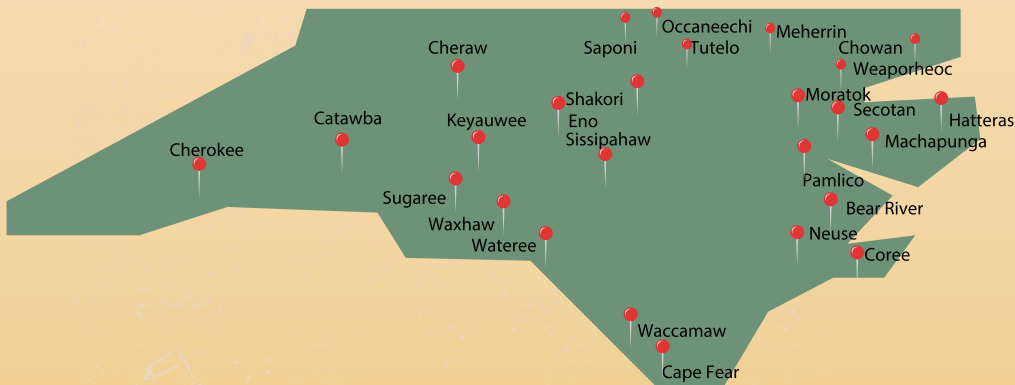 Occaneechi
Meherrin
Cheraw
Saponi
Tutelo
Chowan
Weaporheoc
Shakori
Moratok
Secotan
Catawba
Keyauwee
Eno
Hatteras
Sissipahaw
Machapunga
Cherokee
Pamlico
Sugaree
Bear River
Waxhaw
Neuse
Wateree
Coree
Waccamaw
Cape Fear